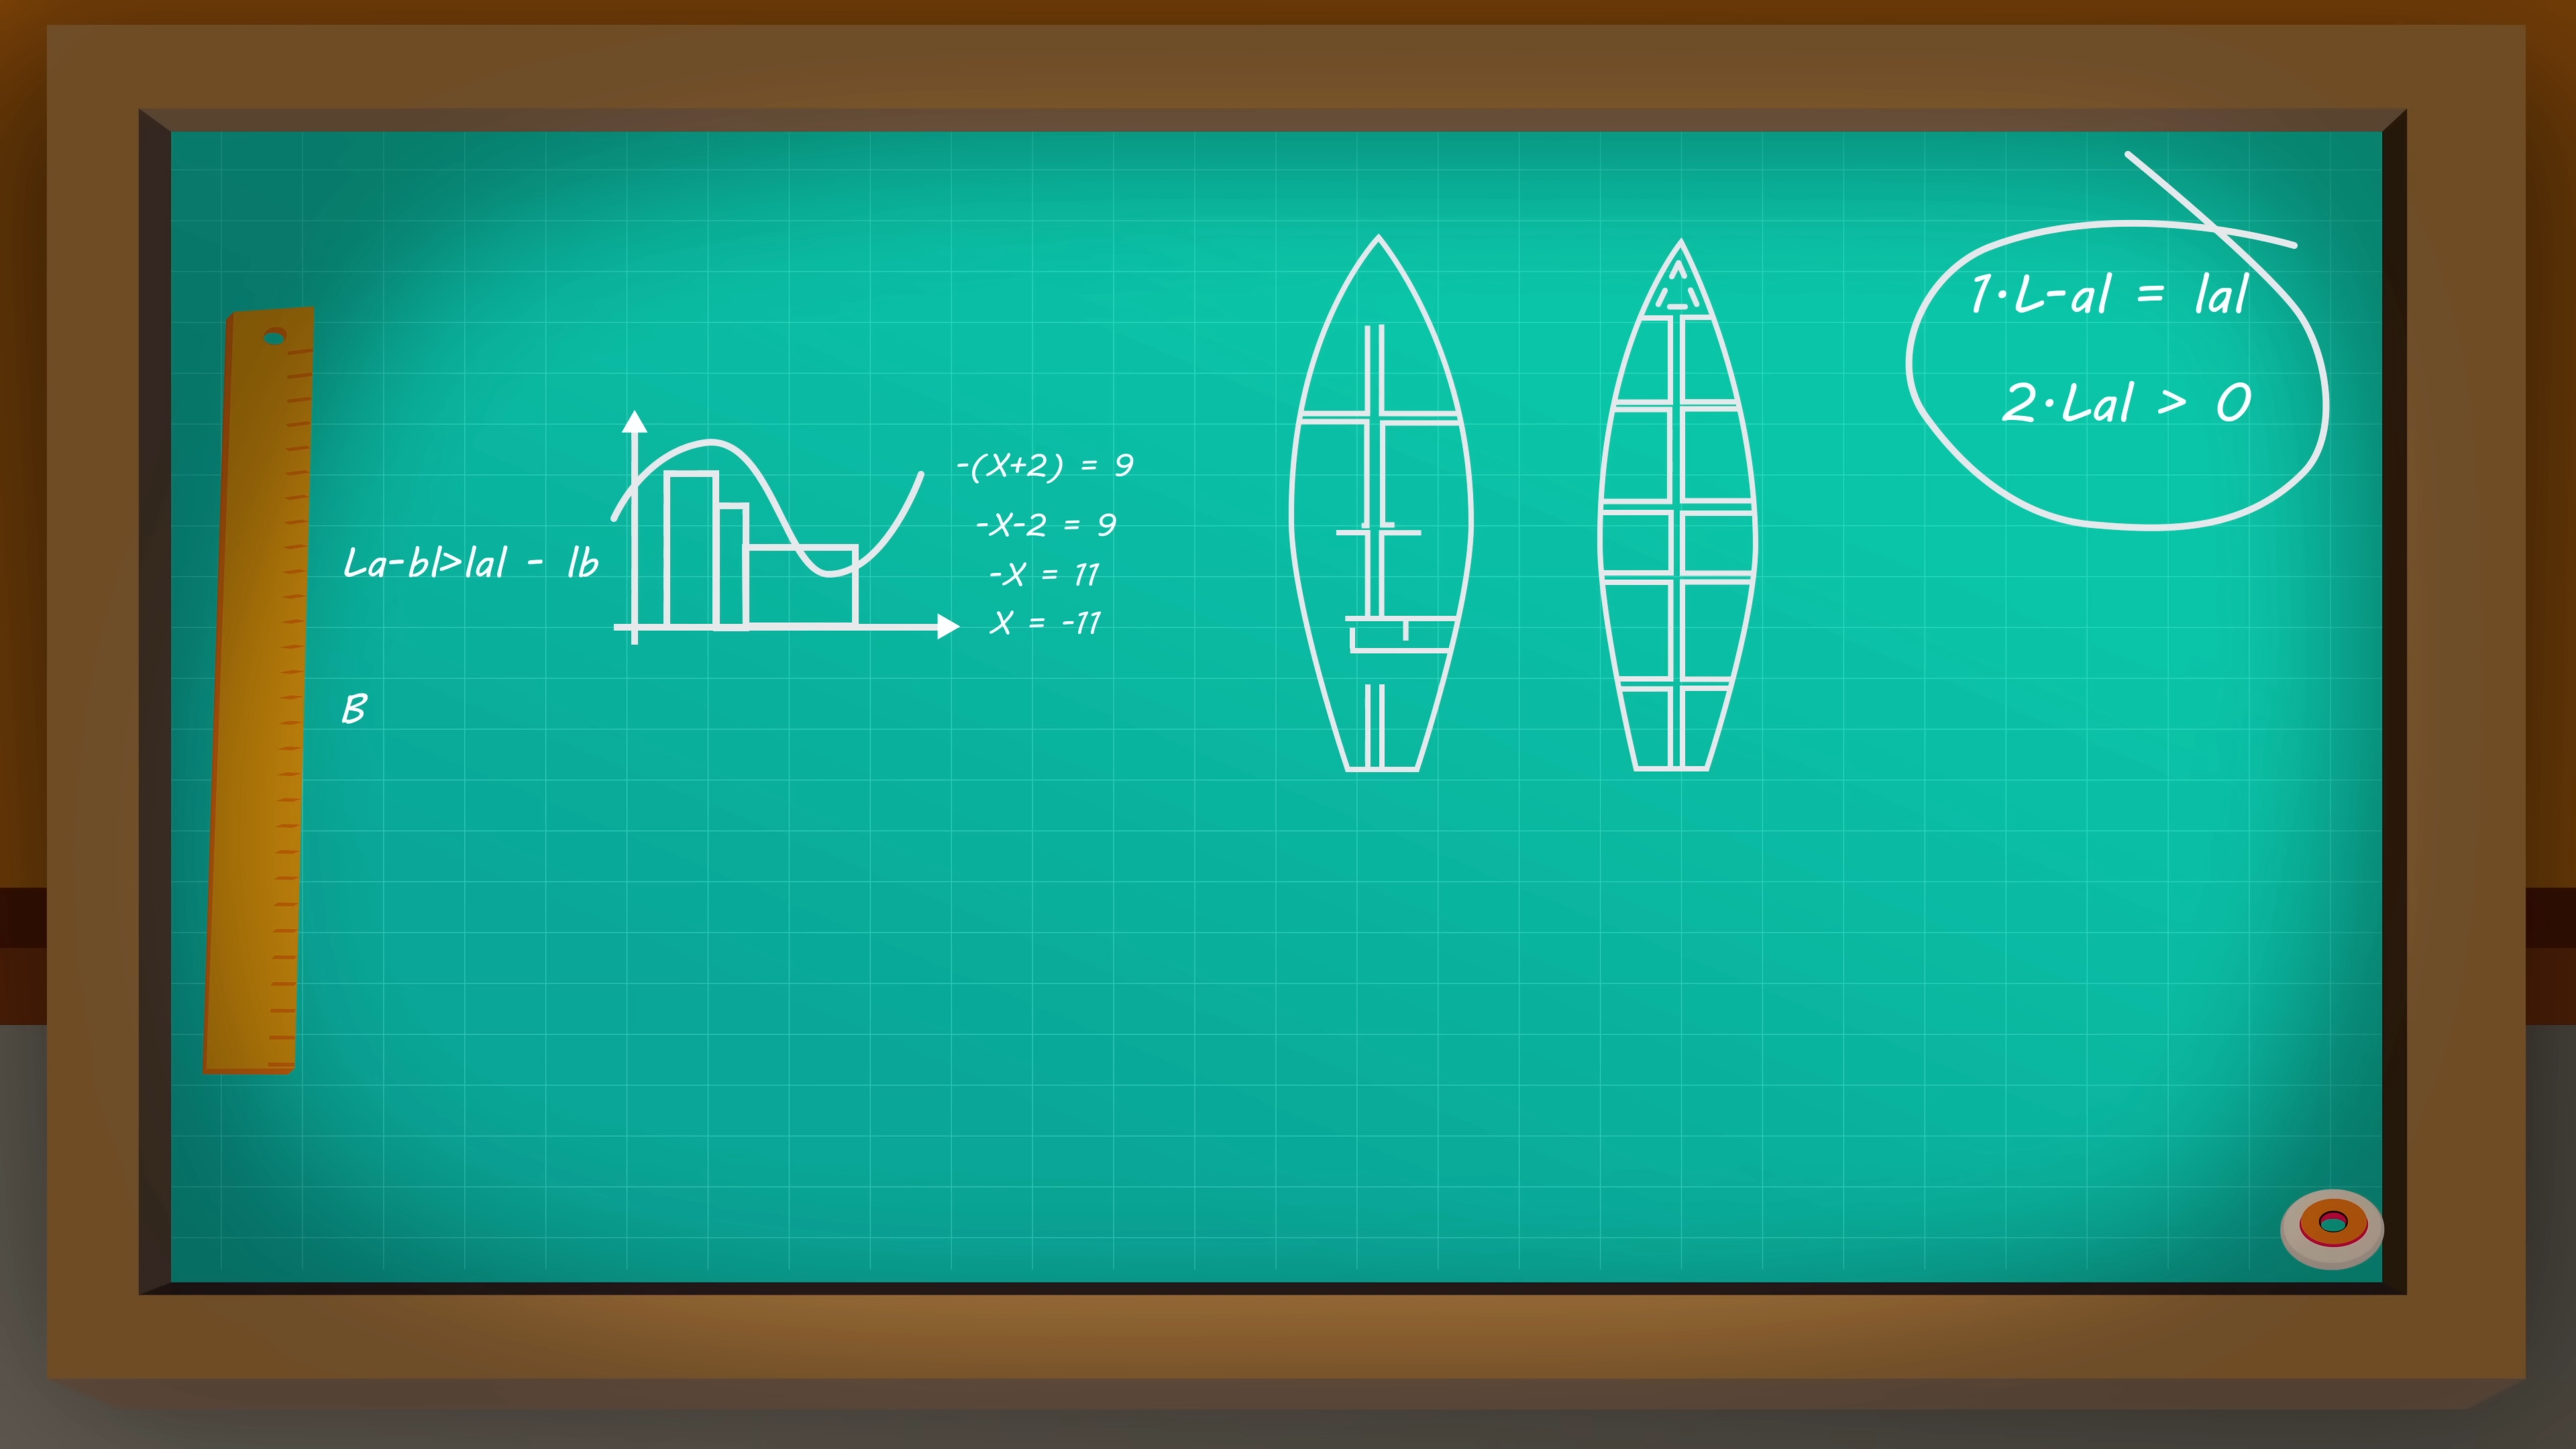 La-bl>lal - lb
B
-(X+2) = 9
-X-2 = 9
-X = 11
X = -11
1·L-al = lal
2·Lal > 0